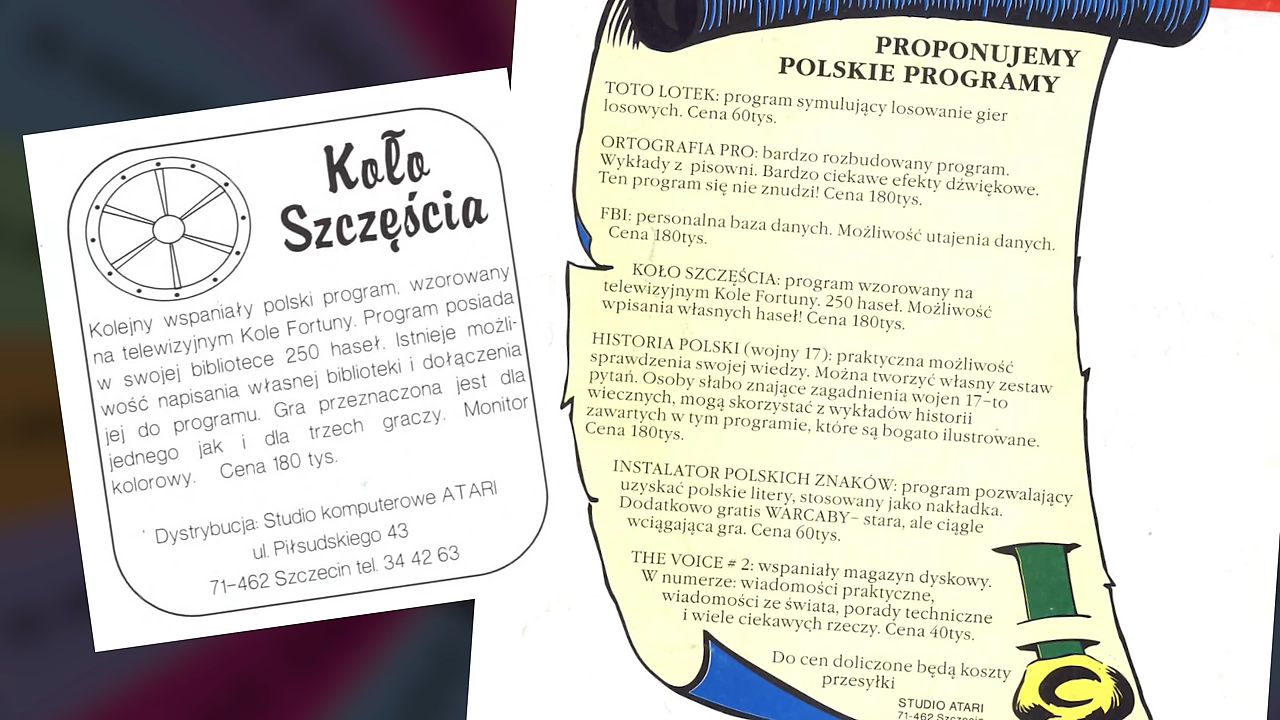 Koło
Szczęścia
Kolejny wspaniały polski program, wzorowany
na telewizyjnym Kole Fortuny. Program posiada
w swojej bibliotece 250 haseł. Istnieje możli-
wość napisania własnej biblioteki i dołączenia
jej do programu. Gra przeznaczona jest dla
jednego jak i dla trzech graczy. Monitor
kolorowy. Cena 180 tys.
Dystrybucja: Studio komputerowe ATARI
ul. Piłsudskiego 43
71-462 Szczecin tel. 34 42 63
PROPONUJEMY
POLSKIE PROGRAMY
TOTO LOTEK: program symulujący losowanie gier
losowych. Cena 60tys.
ORTOGRAFIA PRO: bardzo rozbudowany program.
Wykłady z pisowni. Bardzo ciekawe efekty dźwiękowe.
Ten program się nie znudzi! Cena 180tys.
FBI: personalna baza danych. Możliwość utajenia danych.
Cena 180tys.
KOŁO SZCZĘŚCIA: program wzorowany na
telewizyjnym Kole Fortuny. 250 haseł. Możliwość
wpisania własnych haseł! Cena 180tys.
HISTORIA POLSKI (wojny 17): praktyczna możliwość
sprawdzenia swojej wiedzy. Można tworzyć własny zestaw
pytań. Osoby słabo znające zagadnienia wojen 17-to
wiecznych, mogą skorzystać z wykładów historii
zawartych w tym programie, które są bogato ilustrowane.
Cena 180tys.
INSTALATOR POLSKICH ZNAKÓW: program pozwalający
uzyskać polskie litery, stosowany jako nakładka.
Dodatkowo gratis WARCABY- stara, ale ciągle
wciągająca gra. Cena 60tys.
THE VOICE # 2: wspaniały magazyn dyskowy.
W numerze: wiadomości praktyczne,
wiadomości ze świata, porady techniczne
i wiele ciekawych rzeczy. Cena 40tys.
Do cen doliczone będą koszty
przesyłki
STUDIO ATARI
71-462 Szczecin